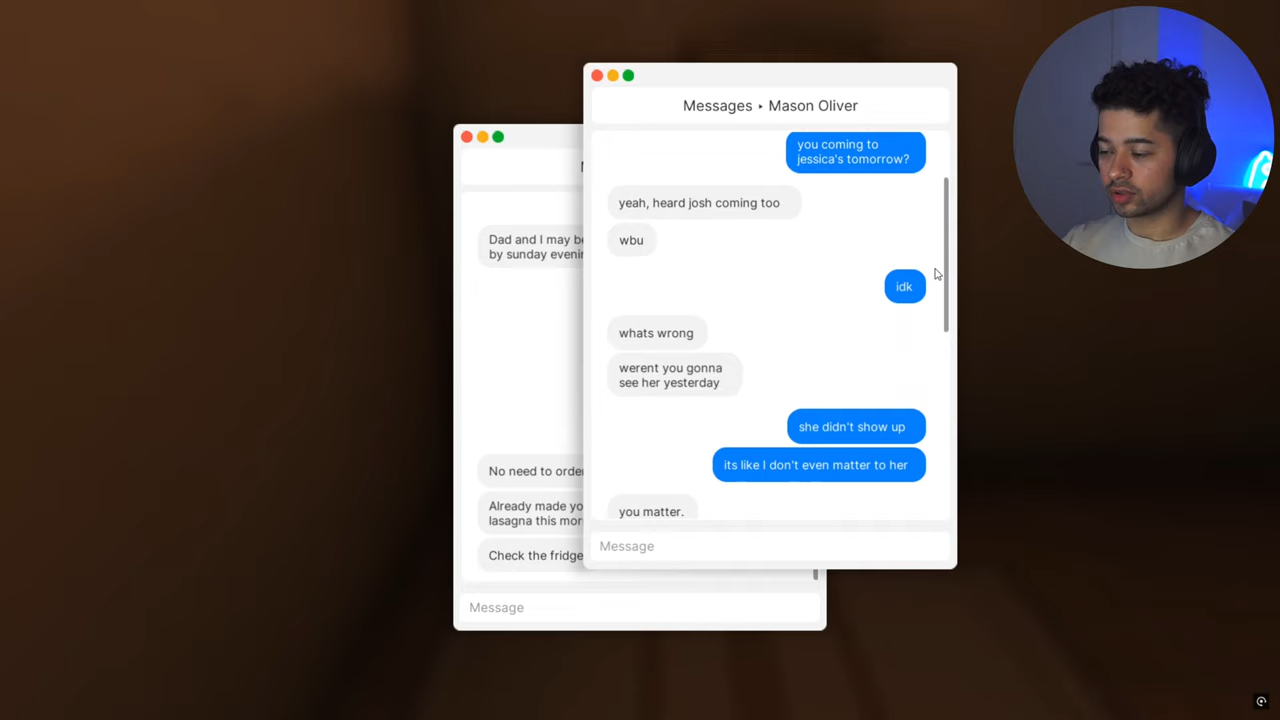 Messages ▸ Mason Oliver
you coming to
jessica's tomorrow?
yeah, heard josh coming too
wbu
idk
whats wrong
werent you gonna
see her yesterday
she didn't show up
its like I don't even matter to her
you matter.
Message
Dad and I may be
by sunday evenin
No need to orde
Already made yo
lasagna this mor
Check the fridge
Message